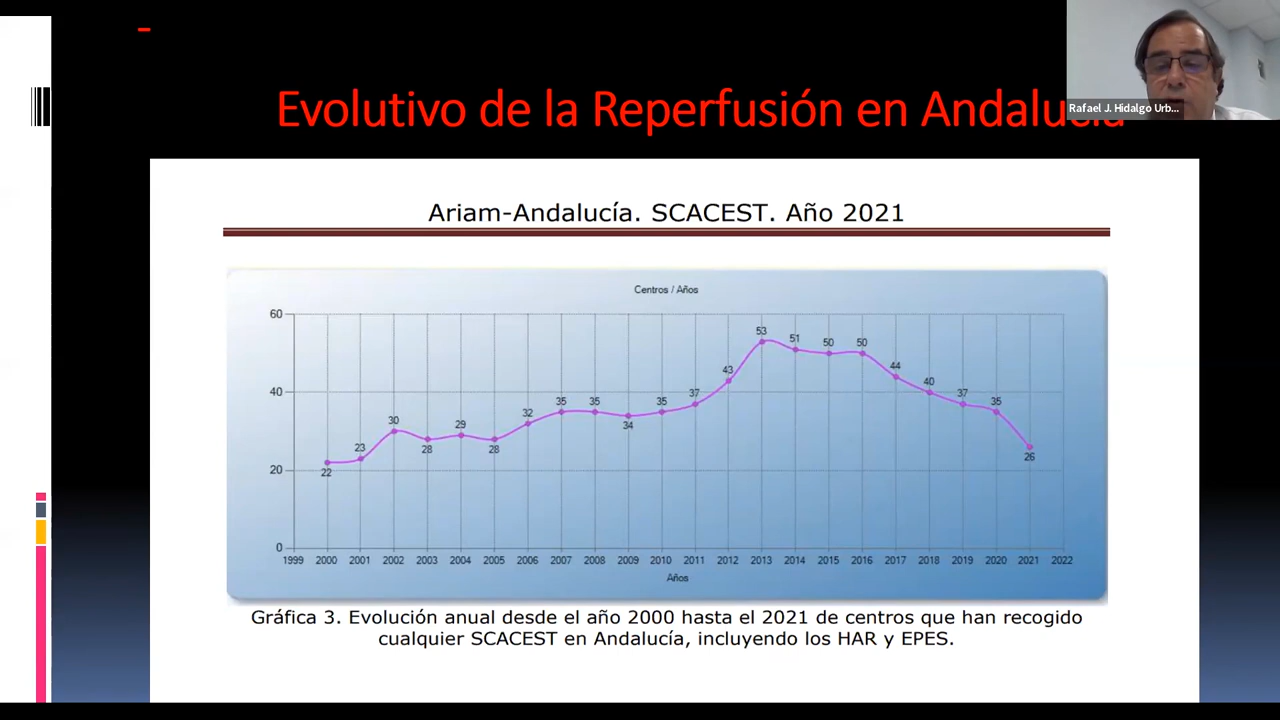 -
Evolutivo de la Reperfusión en Andalucía
Rafael J. Hidalgo Urb...
Ariam-Andalucía. SCACEST. Año 2021
Centros / Años
60
40
20
0
22 23 30 28 29 28 32 35 35 34 35 37 43 53 51 50 50 44 40 37 35 26
1999 2000 2001 2002 2003 2004 2005 2006 2007 2008 2009 2010 2011 2012 2013 2014 2015 2016 2017 2018 2019 2020 2021 2022
Años
Gráfica 3. Evolución anual desde el año 2000 hasta el 2021 de centros que han recogido
cualquier SCACEST en Andalucía, incluyendo los HAR y EPES.